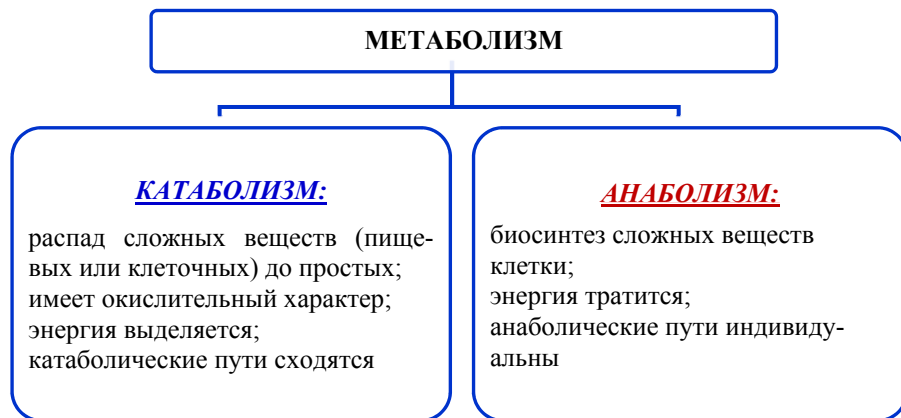 МЕТАБОЛИЗМ
КАТАБОЛИЗМ:
распад сложных веществ (пище-
вых или клеточных) до простых;
имеет окислительный характер;
энергия выделяется;
катаболические пути сходятся
АНАБОЛИЗМ:
биосинтез сложных веществ
клетки;
энергия тратится;
анаболические пути индивиду-
альны